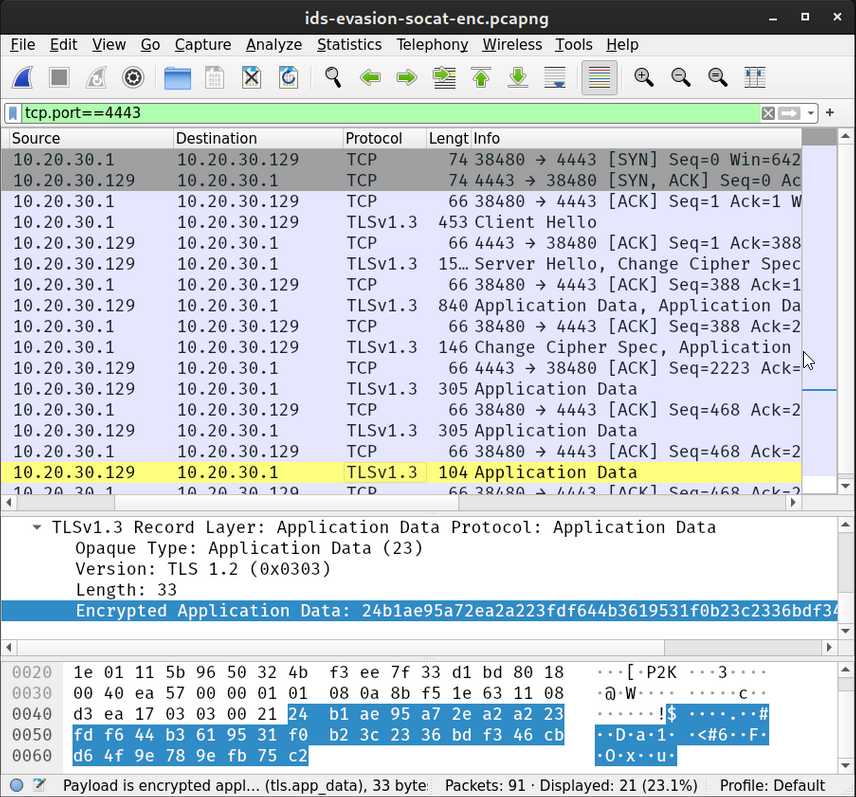 ids-evasion-socat-enc.pcapng
File Edit View Go Capture Analyze Statistics Telephony Wireless Tools Help
tcp.port==4443
Source Destination Protocol Lengt Info
10.20.30.1 10.20.30.129 TCP 74 38480 → 4443 [SYN] Seq=0 Win=642
10.20.30.129 10.20.30.1 TCP 74 4443 → 38480 [SYN, ACK] Seq=0 Ac
10.20.30.1 10.20.30.129 TCP 66 38480 → 4443 [ACK] Seq=1 Ack=1 W
10.20.30.1 10.20.30.129 TLSv1.3 453 Client Hello
10.20.30.129 10.20.30.1 TCP 66 4443 → 38480 [ACK] Seq=1 Ack=388
10.20.30.129 10.20.30.1 TLSv1.3 15… Server Hello, Change Cipher Spec
10.20.30.1 10.20.30.129 TCP 66 38480 → 4443 [ACK] Seq=388 Ack=1
10.20.30.129 10.20.30.1 TLSv1.3 840 Application Data, Application Da
10.20.30.1 10.20.30.129 TCP 66 38480 → 4443 [ACK] Seq=388 Ack=2
10.20.30.1 10.20.30.129 TLSv1.3 146 Change Cipher Spec, Application
10.20.30.129 10.20.30.1 TCP 66 4443 → 38480 [ACK] Seq=2223 Ack=
10.20.30.129 10.20.30.1 TLSv1.3 305 Application Data
10.20.30.1 10.20.30.129 TCP 66 38480 → 4443 [ACK] Seq=468 Ack=2
10.20.30.129 10.20.30.1 TLSv1.3 305 Application Data
10.20.30.1 10.20.30.129 TCP 66 38480 → 4443 [ACK] Seq=468 Ack=2
10.20.30.129 10.20.30.1 TLSv1.3 104 Application Data
10.20.30.1 10.20.30.129 TCP 66 38480 → 4443 [ACK] Seq=468 Ack=2
TLSv1.3 Record Layer: Application Data Protocol: Application Data
Opaque Type: Application Data (23)
Version: TLS 1.2 (0x0303)
Length: 33
Encrypted Application Data: 24b1ae95a72ea2a223fdf644b3619531f0b23c2336bdf34
0020 1e 01 11 5b 96 50 32 4b f3 ee 7f 33 d1 bd 80 18 ···[·P2K ···3····
0030 00 40 ea 57 00 00 01 01 08 0a 8b f5 1e 63 11 08 ·@·W···· ·····c··
0040 d3 ea 17 03 03 00 21 24 b1 ae 95 a7 2e a2 a2 23 ······!$ ····.··#
0050 fd f6 44 b3 61 95 31 f0 b2 3c 23 36 bd f3 46 cb ··D·a·1· ·<#6··F·
0060 d6 4f 9e 78 9e fb 75 c2 ·O·x··u·
Payload is encrypted appl… (tls.app_data), 33 byte Packets: 91 · Displayed: 21 (23.1%) Profile: Default